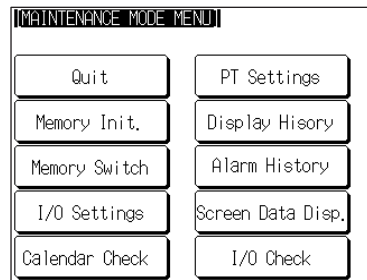 [MAINTENANCE MODE MENU]
Quit
PT Settings
Memory Init.
Display Hisory
Memory Switch
Alarm History
I/O Settings
Screen Data Disp.
Calendar Check
I/O Check